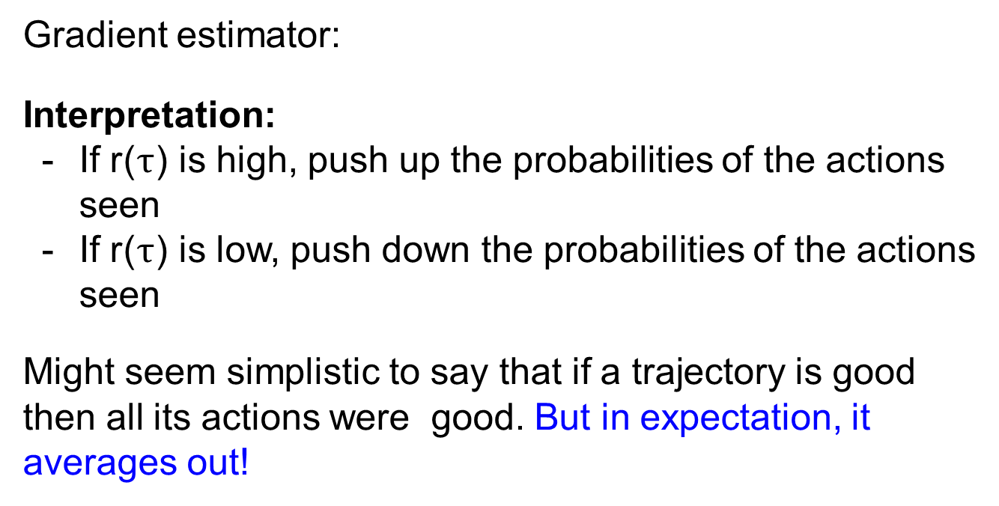 Gradient estimator:
Interpretation:
- If r(τ) is high, push up the probabilities of the actions
seen
- If r(τ) is low, push down the probabilities of the actions
seen
Might seem simplistic to say that if a trajectory is good
then all its actions were good. But in expectation, it
averages out!